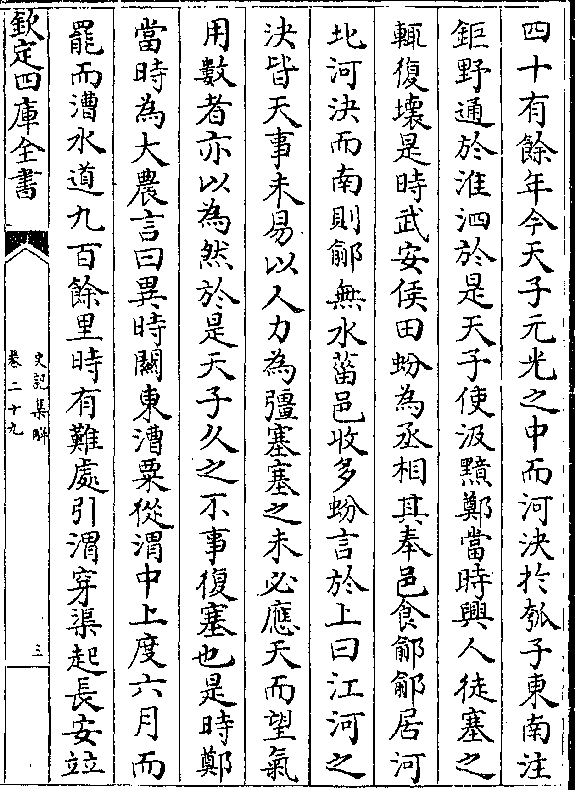 四十有餘年今天子元光之中而河決於瓠子東南注
鉅野通於淮泗於是天子使汲黯鄭當時興人徒塞之
輒復壞是時武安侯田蚡為丞相其奉邑食鄃鄃居河
北河決而南則鄃無水菑邑收多蚡言於上曰江河之
決皆天事未易以人力為彊塞塞之未必應天而望氣
用數者亦以為然於是天子久之不事復塞也是時鄭
當時為大農言曰異時關東漕粟從渭中上度六月而
罷而漕水道九百餘里時有難處引渭穿渠起長安竝
欽定四庫全書
史記集解
卷二十九
三